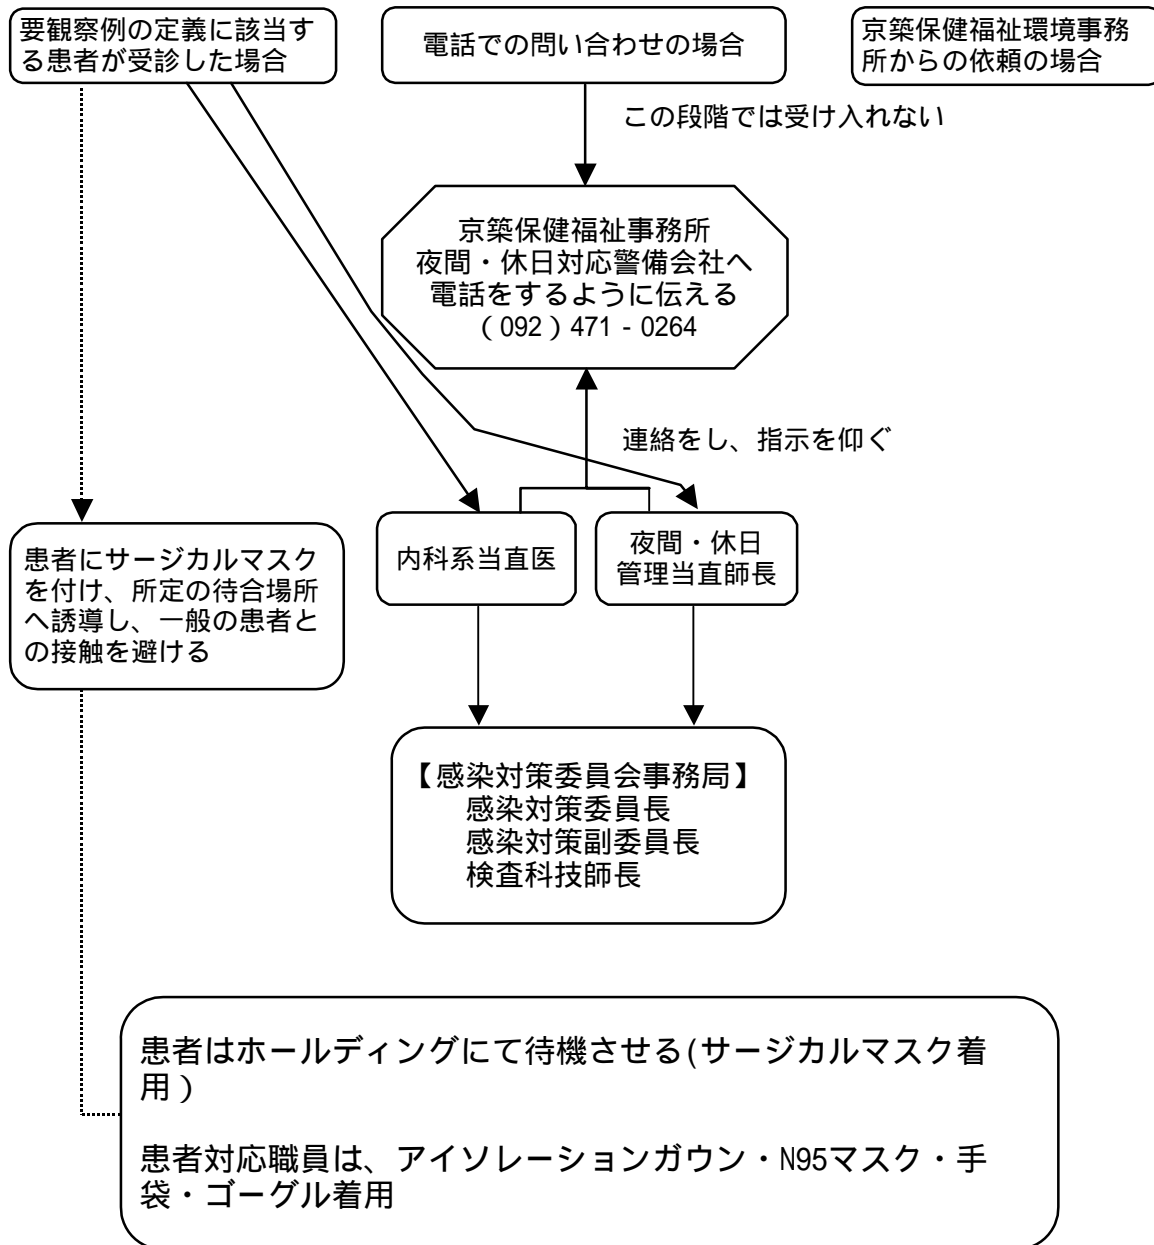 要観察例の定義に該当す
る患者が受診した場合
電話での問い合わせの場合
京築保健福祉環境事務
所からの依頼の場合
この段階では受け入れない
京築保健福祉事務所
夜間・休日対応警備会社へ
電話をするように伝える
(092)471-0264
連絡をし、指示を仰ぐ
患者にサージカルマスク
を付け、所定の待合場所
へ誘導し、一般の患者と
の接触を避ける
内科系当直医
夜間・休日
管理当直師長
【感染対策委員会事務局】
感染対策委員長
感染対策副委員長
検査科技師長
患者はホールディングにて待機させる(サージカルマスク着
用)
患者対応職員は、アイソレーションガウン・N95マスク・手
袋・ゴーグル着用